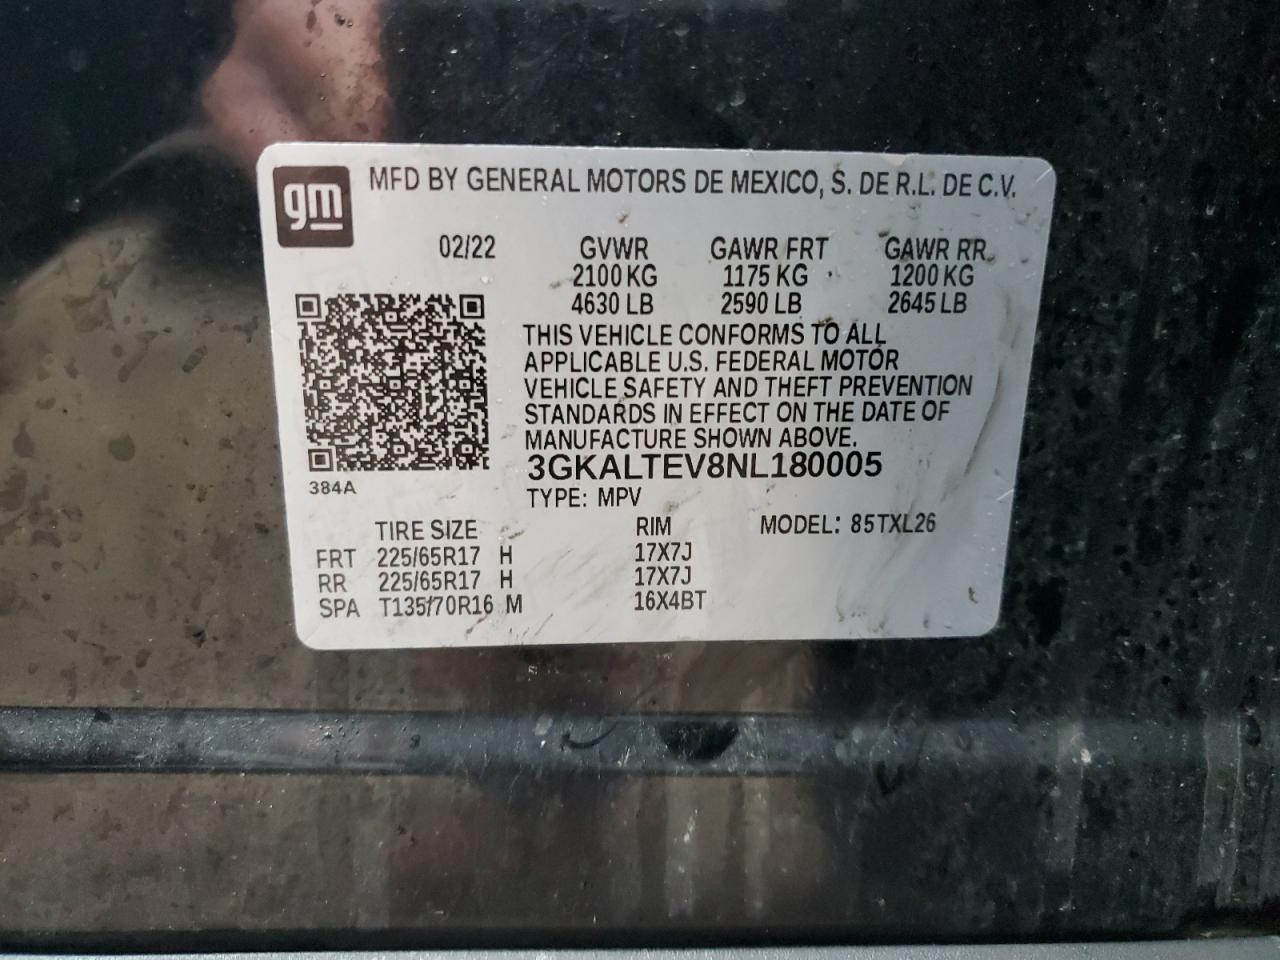 gm
MFD BY GENERAL MOTORS DE MEXICO, S. DE R.L. DE C.V.
02/22 GVWR GAWR FRT GAWR RR
2100 KG 1175 KG 1200 KG
4630 LB 2590 LB 2645 LB
THIS VEHICLE CONFORMS TO ALL
APPLICABLE U.S. FEDERAL MOTOR
VEHICLE SAFETY AND THEFT PREVENTION
STANDARDS IN EFFECT ON THE DATE OF
MANUFACTURE SHOWN ABOVE.
3GKALTEV8NL180005
384A
TYPE: MPV
TIRE SIZE RIM MODEL: 85TXL26
FRT 225/65R17 H 17X7J
RR 225/65R17 H 17X7J
SPA T135/70R16 M 16X4BT